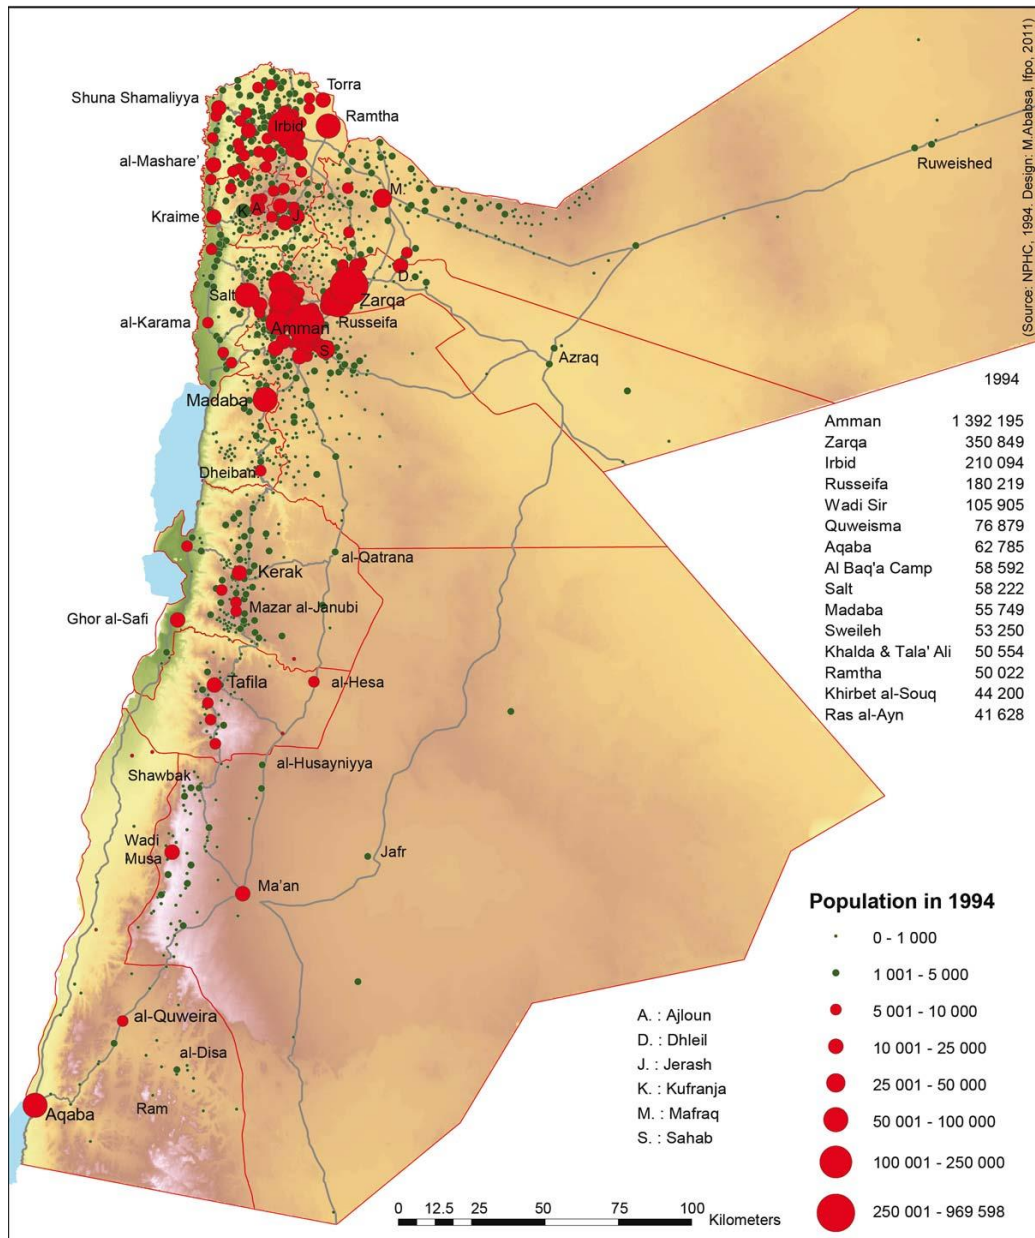 (Source: NPHC, 1994. Design: M.Ababsa, Ifpo, 2011)
Torra
Shuna Shamaliyya
Ramtha
Irbid
al-Mashare'
Ruweished
M.
K.
A.
Kraime
J.
D.
Salt
Zarqa
al-Karama
Russeifa
Amman
S.
Azraq
Madaba
Dheiban
al-Qatrana
Kerak
Mazar al-Janubi
Ghor al-Safi
Tafila
al-Hesa
al-Husayniyya
Shawbak
Wadi
Musa
Jafr
Ma'an
al-Quweira
al-Disa
Ram
Aqaba
1994
Amman 1 392 195
Zarqa 350 849
Irbid 210 094
Russeifa 180 219
Wadi Sir 105 905
Quweisma 76 879
Aqaba 62 785
Al Baq'a Camp 58 592
Salt 58 222
Madaba 55 749
Sweileh 53 250
Khalda & Tala' Ali 50 554
Ramtha 50 022
Khirbet al-Souq 44 200
Ras al-Ayn 41 628
Population in 1994
0 - 1 000
1 001 - 5 000
5 001 - 10 000
10 001 - 25 000
25 001 - 50 000
50 001 - 100 000
100 001 - 250 000
250 001 - 969 598
A. : Ajloun
D. : Dhleil
J. : Jerash
K. : Kufranja
M. : Mafraq
S. : Sahab
0 12.5 25 50 75 100
Kilometers